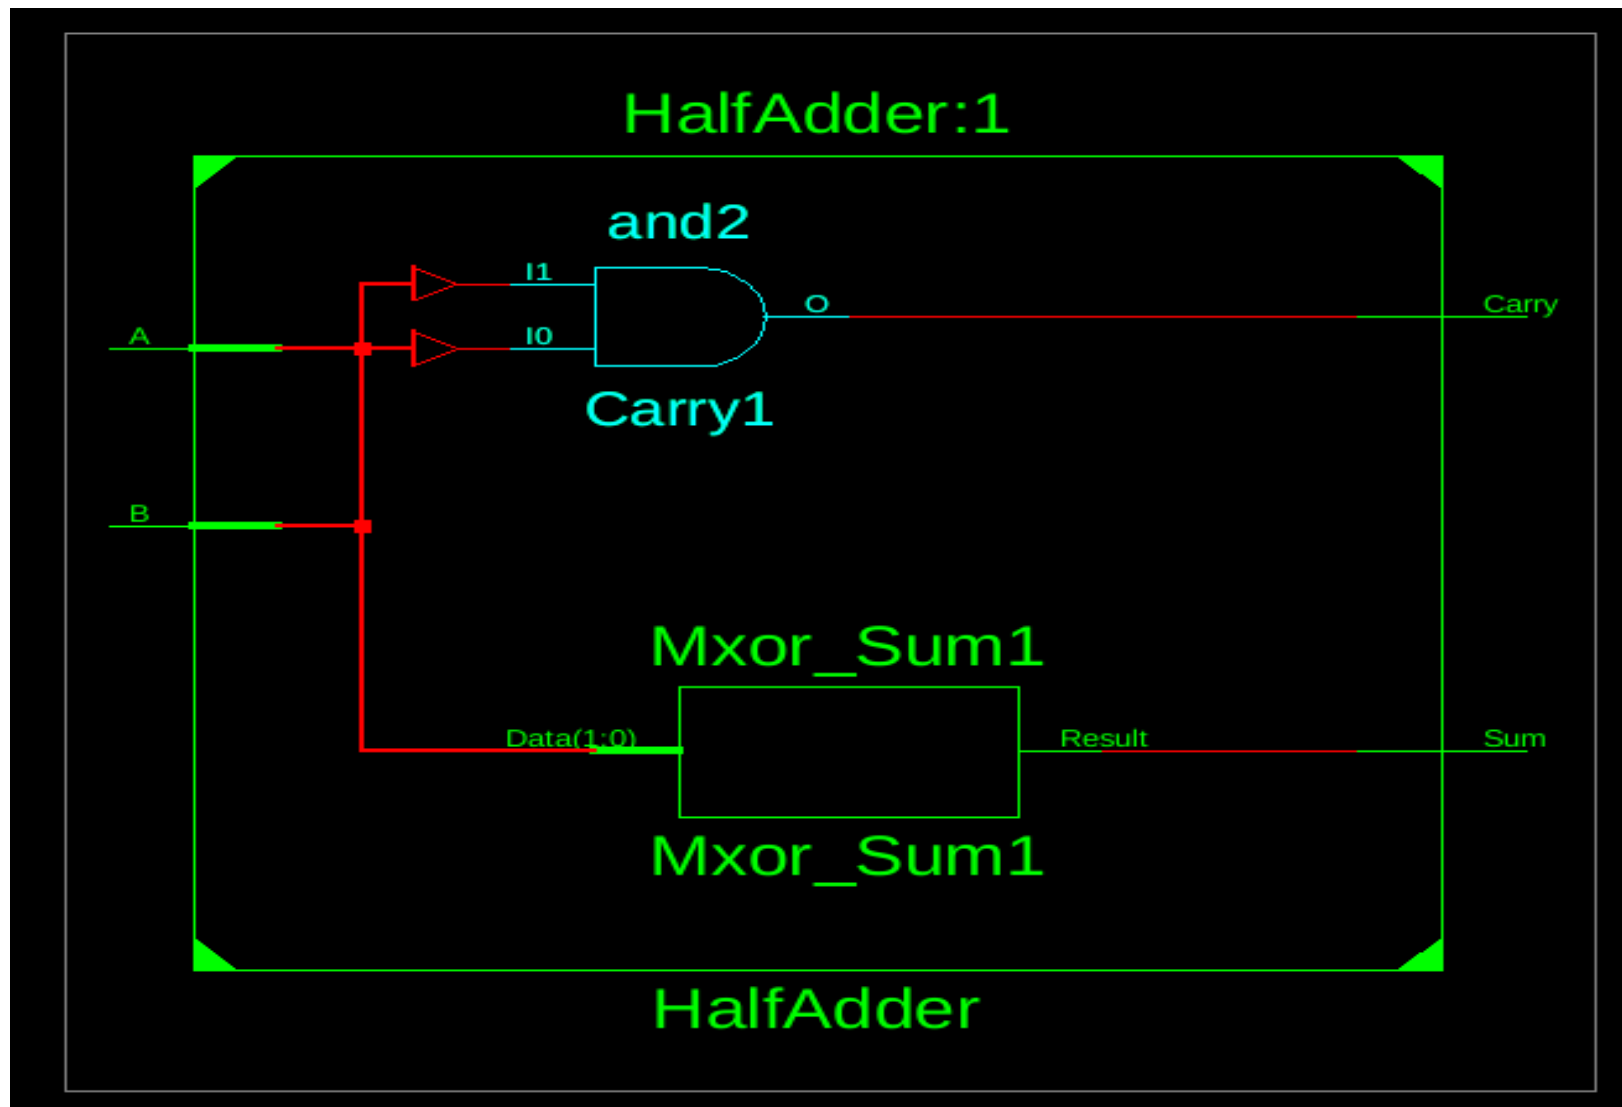 HalfAdder:1
and2
I1
O
Carry
A
I0
Carry1
B
Mxor_Sum1
Data(1:0)
Result
Sum
Mxor_Sum1
HalfAdder